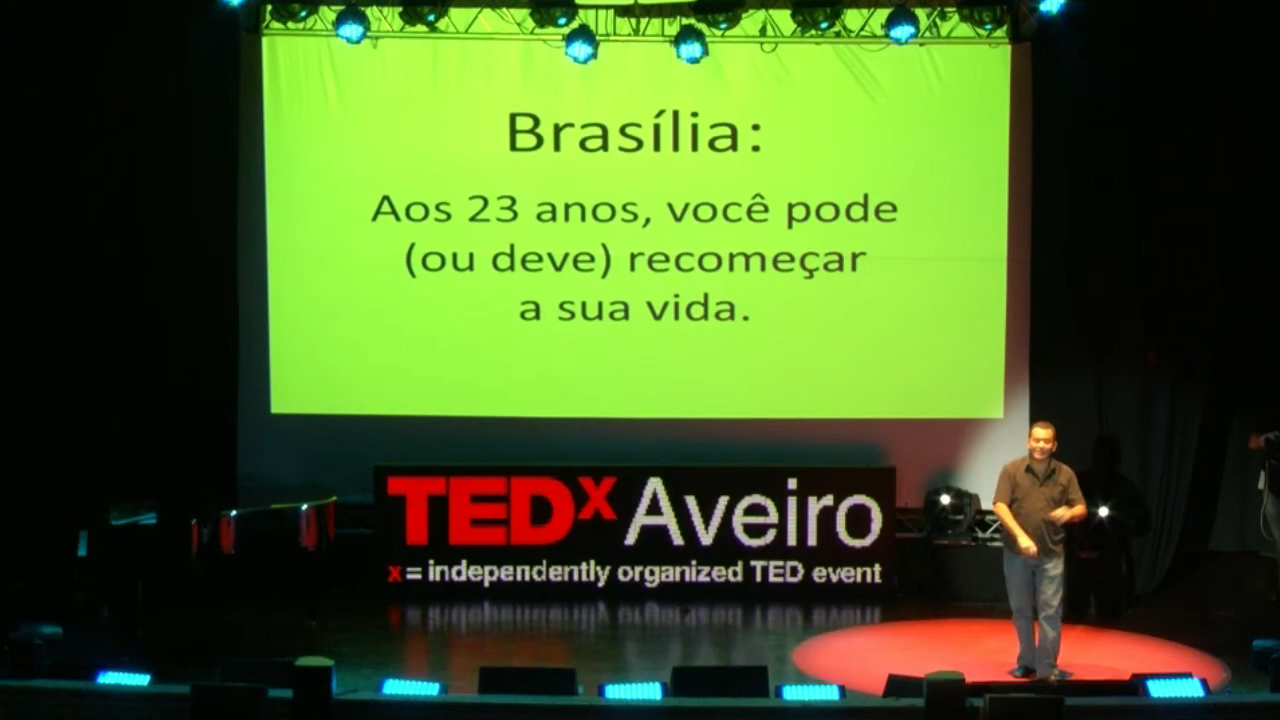 Brasília:
Aos 23 anos, você pode
(ou deve) recomeçar
a sua vida.
TEDx Aveiro
x = independently organized TED event